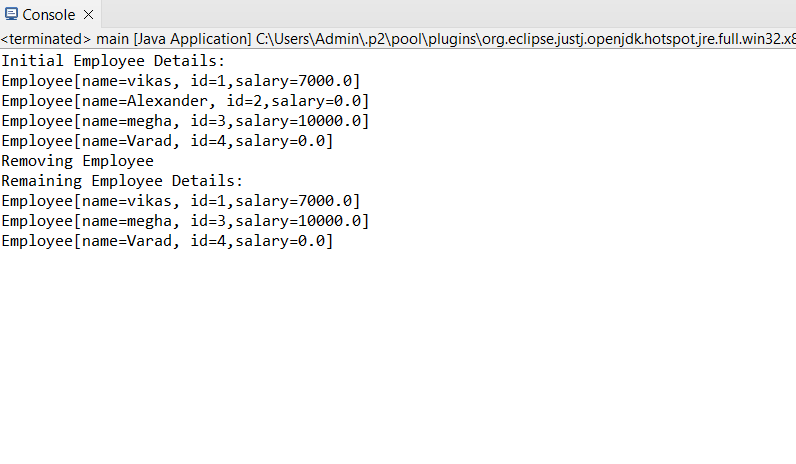 Console
<terminated> main [Java Application] C:\Users\Admin\.p2\pool\plugins\org.eclipse.justj.openjdk.hotspot.jre.full.win32.x8
Initial Employee Details:
Employee[name=vikas, id=1,salary=7000.0]
Employee[name=Alexander, id=2,salary=0.0]
Employee[name=megha, id=3,salary=10000.0]
Employee[name=Varad, id=4,salary=0.0]
Removing Employee
Remaining Employee Details:
Employee[name=vikas, id=1,salary=7000.0]
Employee[name=megha, id=3,salary=10000.0]
Employee[name=Varad, id=4,salary=0.0]